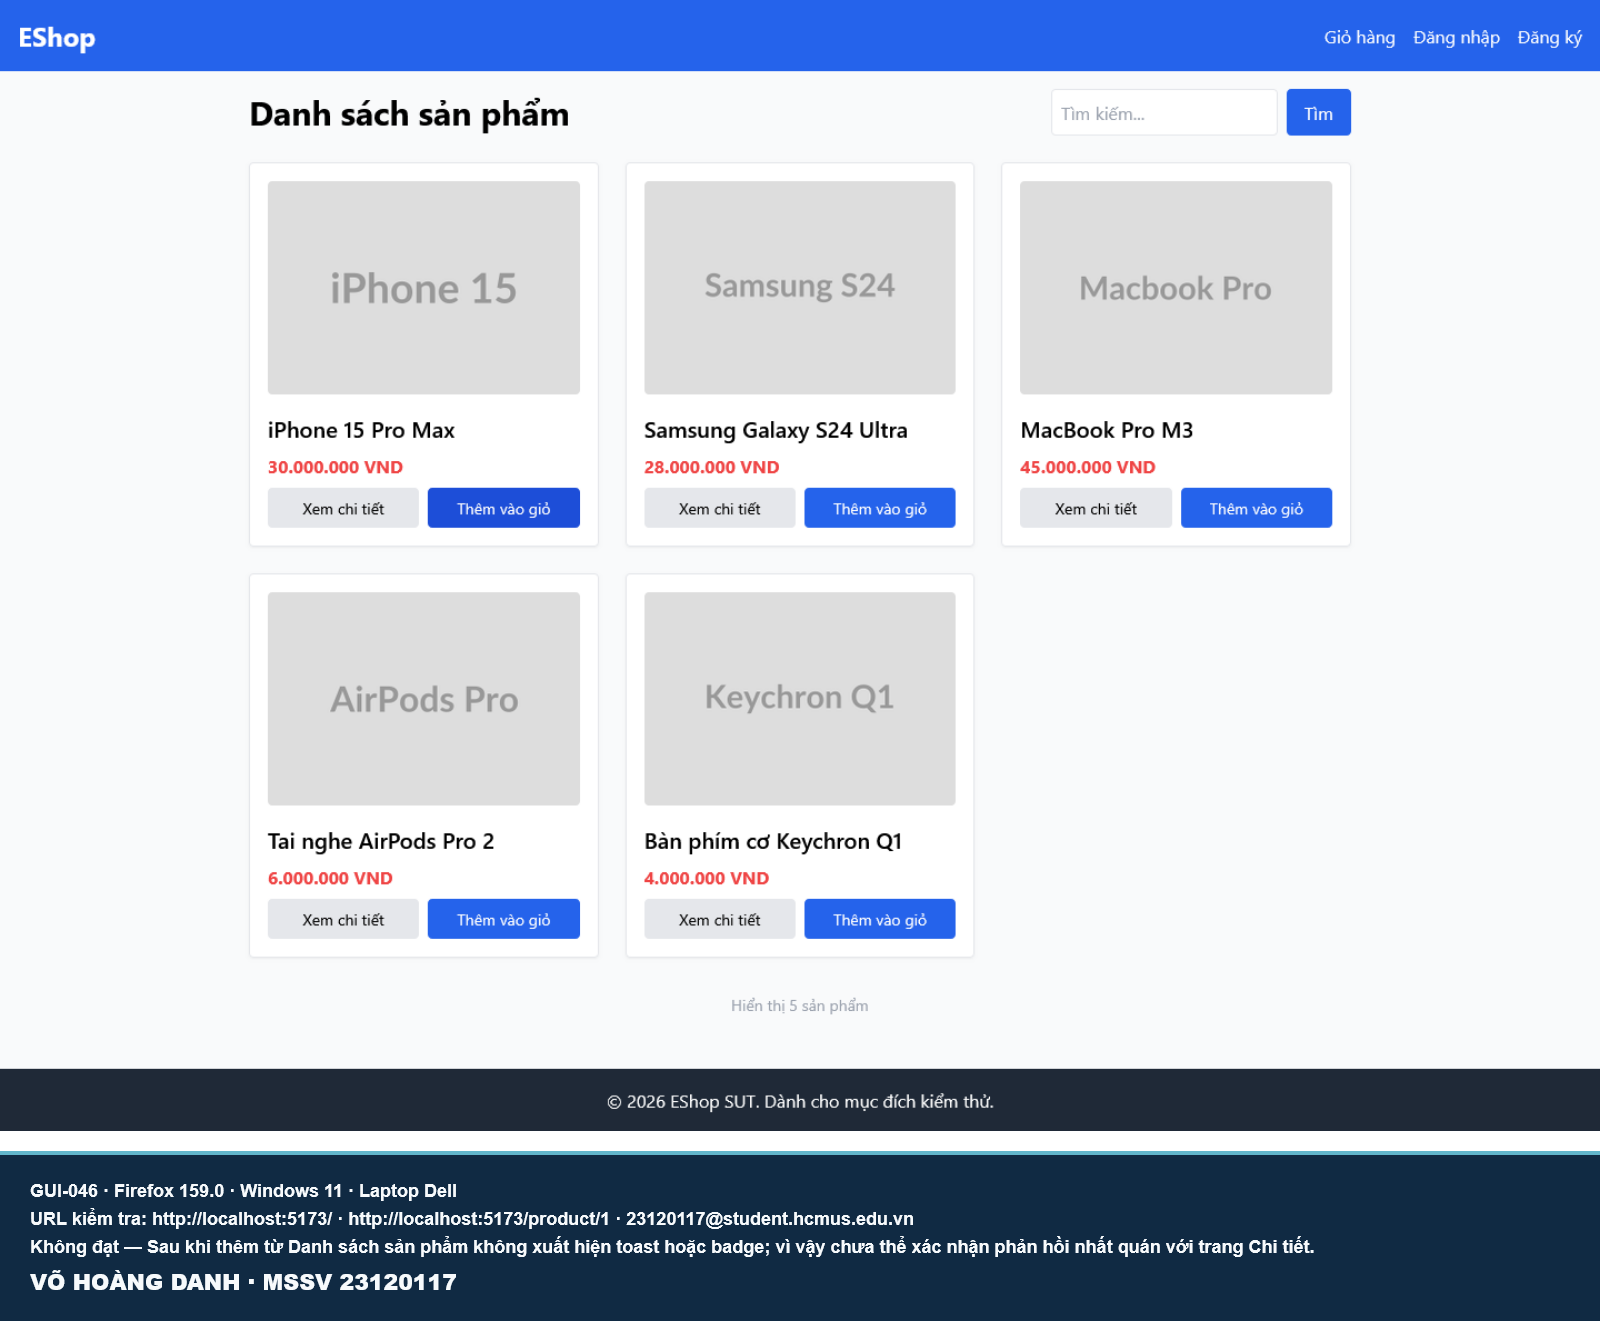 EShop
Giỏ hàng Đăng nhập Đăng ký
Danh sách sản phẩm
Tìm kiếm...
Tìm
iPhone 15
Samsung S24
Macbook Pro
iPhone 15 Pro Max
Samsung Galaxy S24 Ultra
MacBook Pro M3
30.000.000 VND
28.000.000 VND
45.000.000 VND
Xem chi tiết Thêm vào giỏ
Xem chi tiết Thêm vào giỏ
Xem chi tiết Thêm vào giỏ
AirPods Pro
Keychron Q1
Tai nghe AirPods Pro 2
Bàn phím cơ Keychron Q1
6.000.000 VND
4.000.000 VND
Xem chi tiết Thêm vào giỏ
Xem chi tiết Thêm vào giỏ
Hiển thị 5 sản phẩm
© 2026 EShop SUT. Dành cho mục đích kiểm thử.
GUI-046 · Firefox 159.0 · Windows 11 · Laptop Dell
URL kiểm tra: http://localhost:5173/ · http://localhost:5173/product/1 · 23120117@student.hcmus.edu.vn
Không đạt — Sau khi thêm từ Danh sách sản phẩm không xuất hiện toast hoặc badge; vì vậy chưa thể xác nhận phản hồi nhất quán với trang Chi tiết.
VÕ HOÀNG DANH · MSSV 23120117